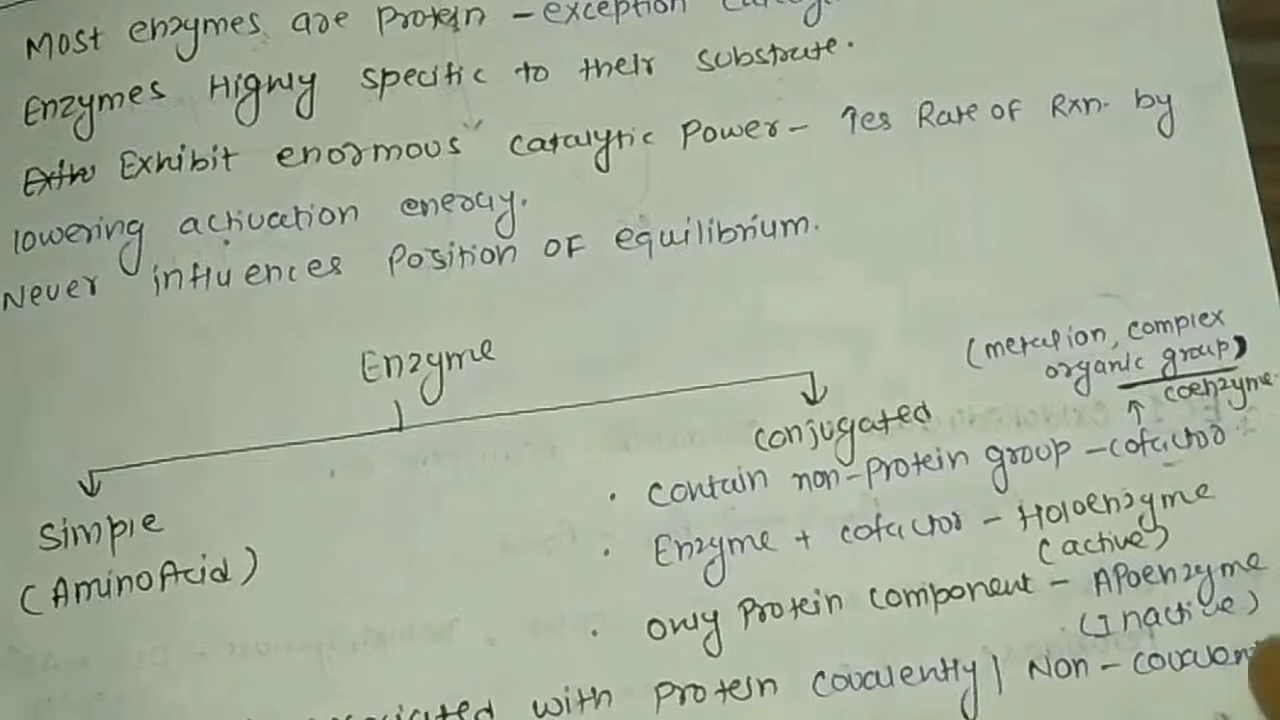 Most enzymes are protein - exception
Enzymes Highly specific to their substrate.
Exhibit enormous catalytic power - ↑es Rate of Rxn. by
lowering activation energy.
Never influences Position of equilibrium.
Enzyme
(metal ion, complex
organic group)
coenzyme.
Simple
(Amino Acid)
Conjugated
· contain non-protein group - cofactor
· Enzyme + cofactor - Holoenzyme
(active)
· only Protein component - APoenzyme
(Inactive)
with Protein covalently | Non-covalent